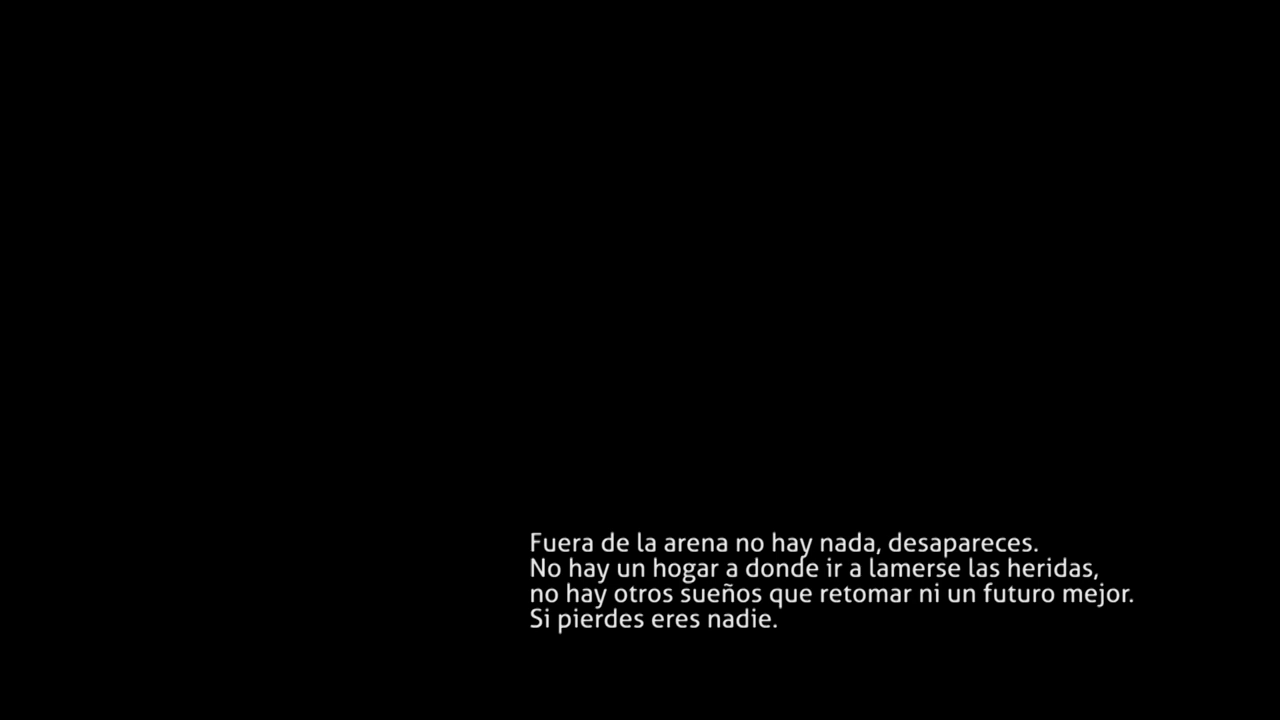 Fuera de la arena no hay nada, desapareces.
No hay un hogar a donde ir a lamerse las heridas,
no hay otros sueños que retomar ni un futuro mejor.
Si pierdes eres nadie.